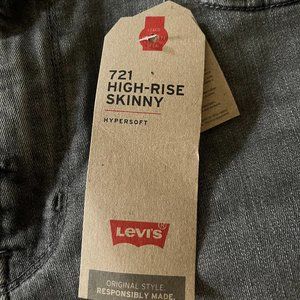 721
HIGH-RISE
SKINNY
HYPERSOFT
Levi's
ORIGINAL STYLE.
RESPONSIBLY MADE.